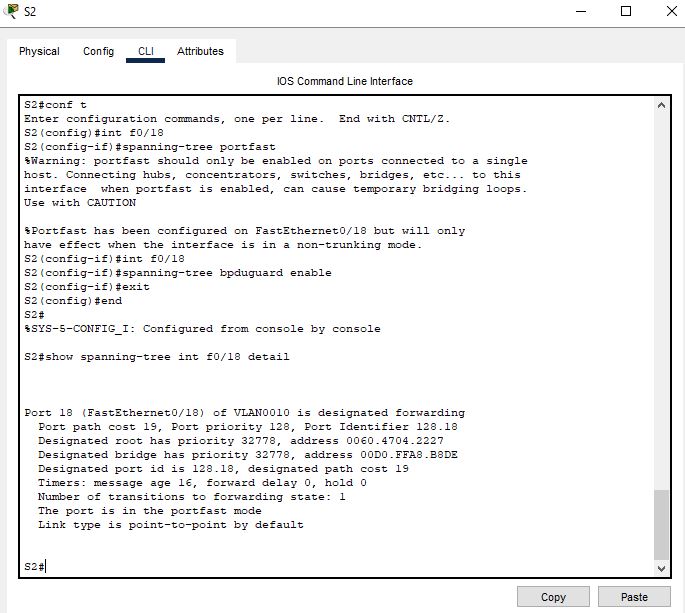 S2
Physical Config CLI Attributes
IOS Command Line Interface
S2#conf t
Enter configuration commands, one per line.  End with CNTL/Z.
S2(config)#int f0/18
S2(config-if)#spanning-tree portfast
%Warning: portfast should only be enabled on ports connected to a single
host. Connecting hubs, concentrators, switches, bridges, etc... to this
interface  when portfast is enabled, can cause temporary bridging loops.
Use with CAUTION
%Portfast has been configured on FastEthernet0/18 but will only
have effect when the interface is in a non-trunking mode.
S2(config-if)#int f0/18
S2(config-if)#spanning-tree bpduguard enable
S2(config-if)#exit
S2(config)#end
S2#
%SYS-5-CONFIG_I: Configured from console by console
S2#show spanning-tree int f0/18 detail
Port 18 (FastEthernet0/18) of VLAN0010 is designated forwarding
Port path cost 19, Port priority 128, Port Identifier 128.18
Designated root has priority 32778, address 0060.4704.2227
Designated bridge has priority 32778, address 00D0.FFA8.B8DE
Designated port id is 128.18, designated path cost 19
Timers: message age 16, forward delay 0, hold 0
Number of transitions to forwarding state: 1
The port is in the portfast mode
Link type is point-to-point by default
S2#
Copy Paste